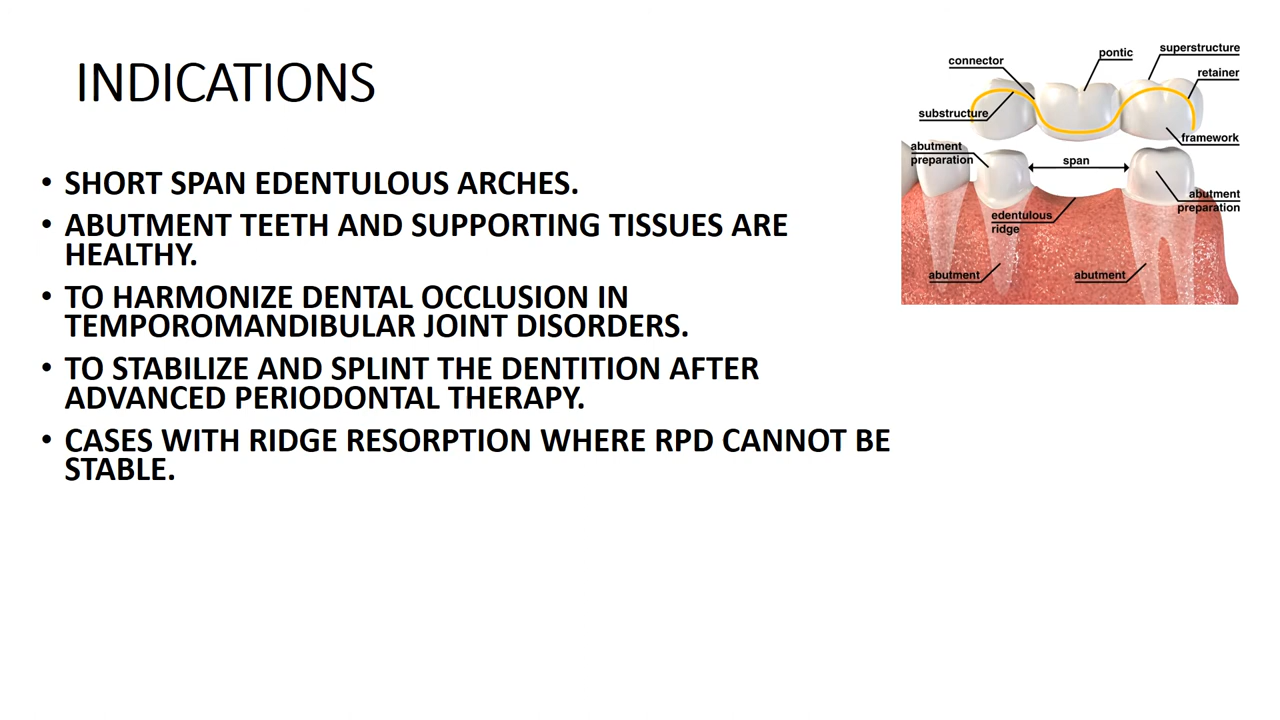 INDICATIONS
• SHORT SPAN EDENTULOUS ARCHES.
• ABUTMENT TEETH AND SUPPORTING TISSUES ARE
HEALTHY.
• TO HARMONIZE DENTAL OCCLUSION IN
TEMPOROMANDIBULAR JOINT DISORDERS.
• TO STABILIZE AND SPLINT THE DENTITION AFTER
ADVANCED PERIODONTAL THERAPY.
• CASES WITH RIDGE RESORPTION WHERE RPD CANNOT BE
STABLE.
connector
pontic
superstructure
retainer
substructure
framework
abutment
preparation
span
abutment
preparation
edentulous
ridge
abutment
abutment